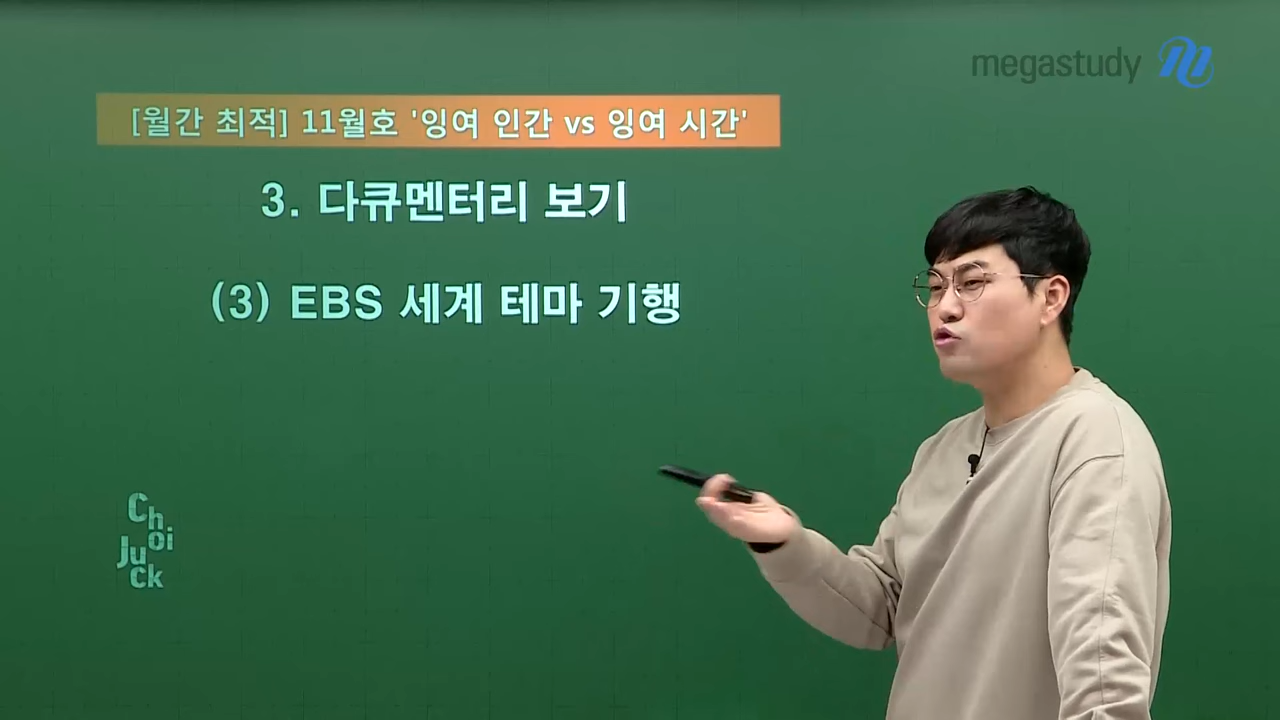 megastudy
[월간 최적] 11월호 '잉여 인간 vs 잉여 시간'
3. 다큐멘터리 보기
(3) EBS 세계 테마 기행
Choi
Juck